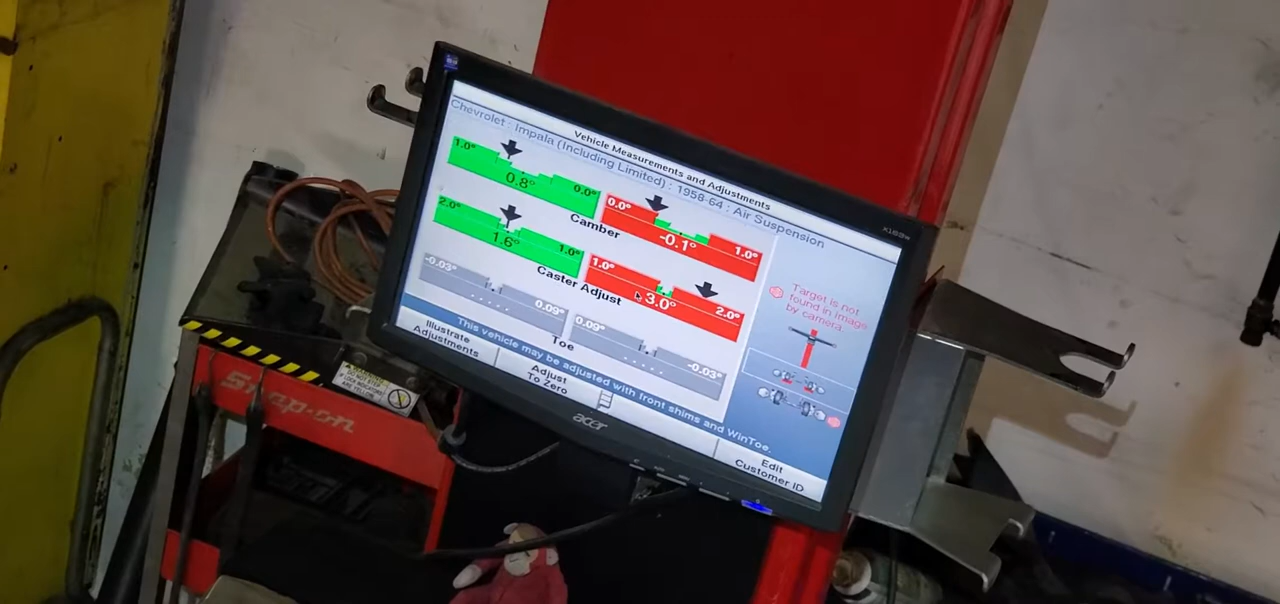 Vehicle Measurements and Adjustments
Chevrolet : Impala (Including Limited) : 1958-64 : Air Suspension
1.0° 0.8° 0.0°
0.0° -0.1° 1.0°
Camber
2.0° 1.6° 1.0°
1.0° 3.0° 2.0°
Caster Adjust
-0.03° 0.09°
0.09° -0.03°
Toe
Target is not
found in image
by camera.
This vehicle may be adjusted with front shims and WinToe.
Illustrate
Adjustments
Adjust
To Zero
Edit
Customer ID
acer
Snap-on